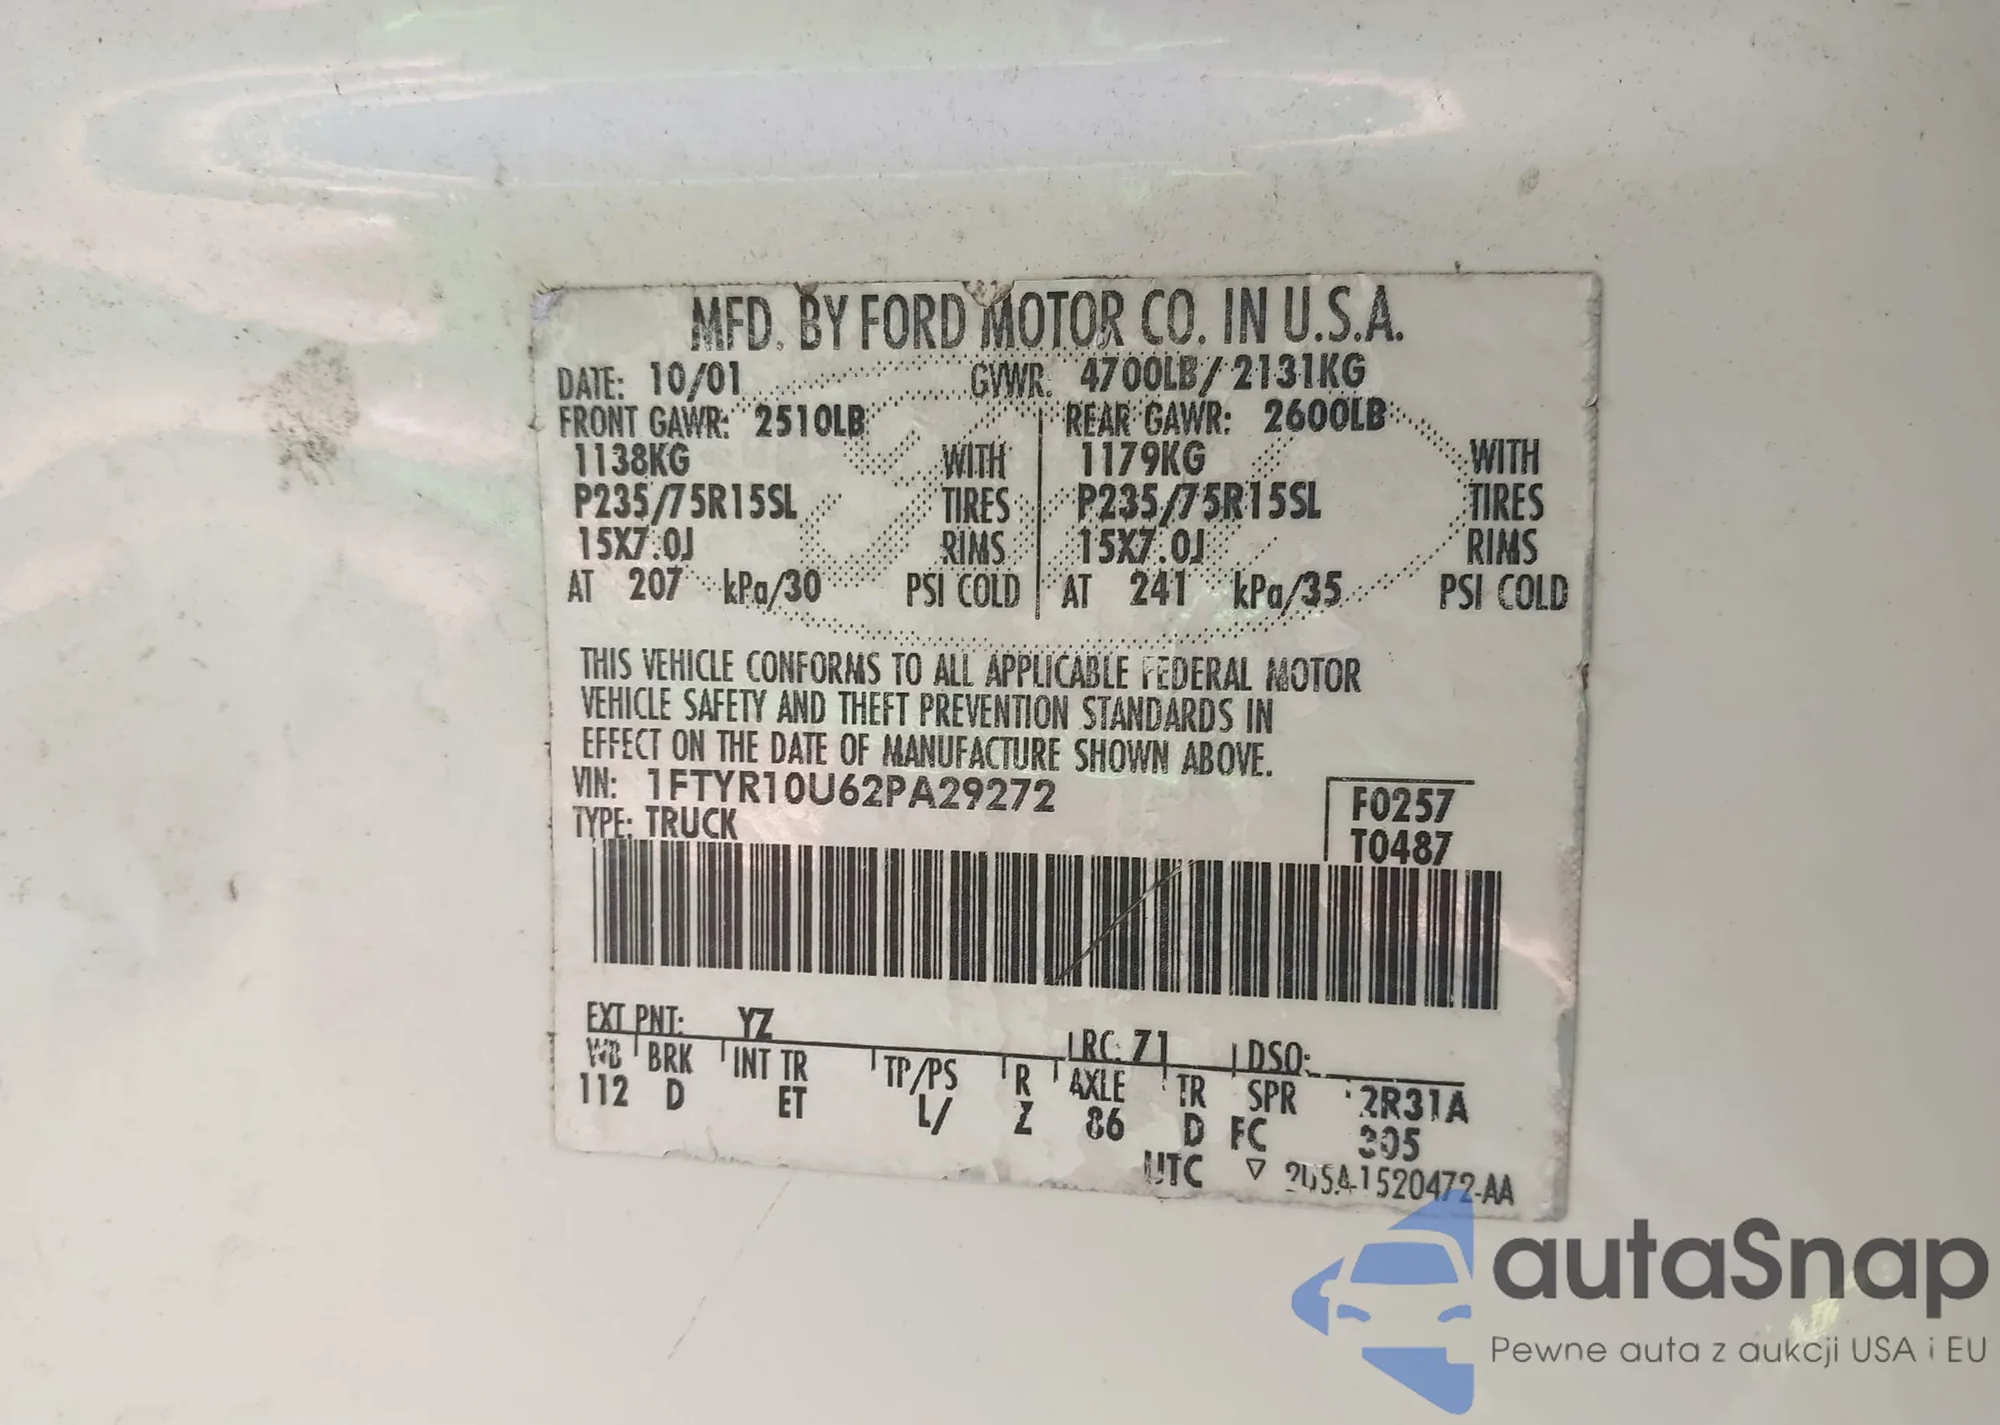 MFD. BY FORD MOTOR CO. IN U.S.A.
DATE: 10/01 GVWR: 4700LB/2131KG
FRONT GAWR: 2510LB REAR GAWR: 2600LB
1138KG WITH 1179KG WITH
P235/75R15SL TIRES P235/75R15SL TIRES
15X7.0J RIMS 15X7.0J RIMS
AT 207 kPa/30 PSI COLD AT 241 kPa/35 PSI COLD
THIS VEHICLE CONFORMS TO ALL APPLICABLE FEDERAL MOTOR
VEHICLE SAFETY AND THEFT PREVENTION STANDARDS IN
EFFECT ON THE DATE OF MANUFACTURE SHOWN ABOVE.
VIN: 1FTYR10U62PA29272 F0257
TYPE: TRUCK T0487
EXT PNT: YZ RC: 71 DSO:
WB BRK INT TR TP/PS R AXLE TR SPR 2R31A
112 D ET L/ Z 86 D FC 305
UTC ▽
autaSnap
Pewne auta z aukcji USA i EU